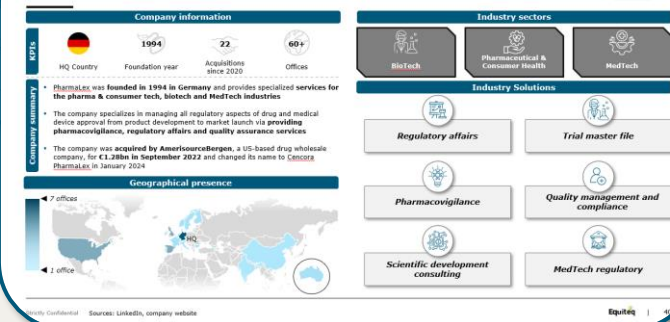 Company information
KPIs
HQ Country
1994
Foundation year
22
Acquisitions
since 2020
60+
Offices
Company summary
• PharmaLex was founded in 1994 in Germany and provides specialized services for
the pharma & consumer tech, biotech and MedTech industries
• The company specializes in managing all regulatory aspects of drug and medical
device approval from product development to market launch via providing
pharmacovigilance, regulatory affairs and quality assurance services
• The company was acquired by AmerisourceBergen, a US-based drug wholesale
company, for €1.28bn in September 2022 and changed its name to Cencora
PharmaLex in January 2024
Geographical presence
7 offices
HQ
1 office
Industry sectors
BioTech
Pharmaceutical &
Consumer Health
MedTech
Industry Solutions
Regulatory affairs
Trial master file
Pharmacovigilance
Quality management and
compliance
Scientific development
consulting
MedTech regulatory
Strictly Confidential
Sources: LinkedIn, company website
Equiteq |